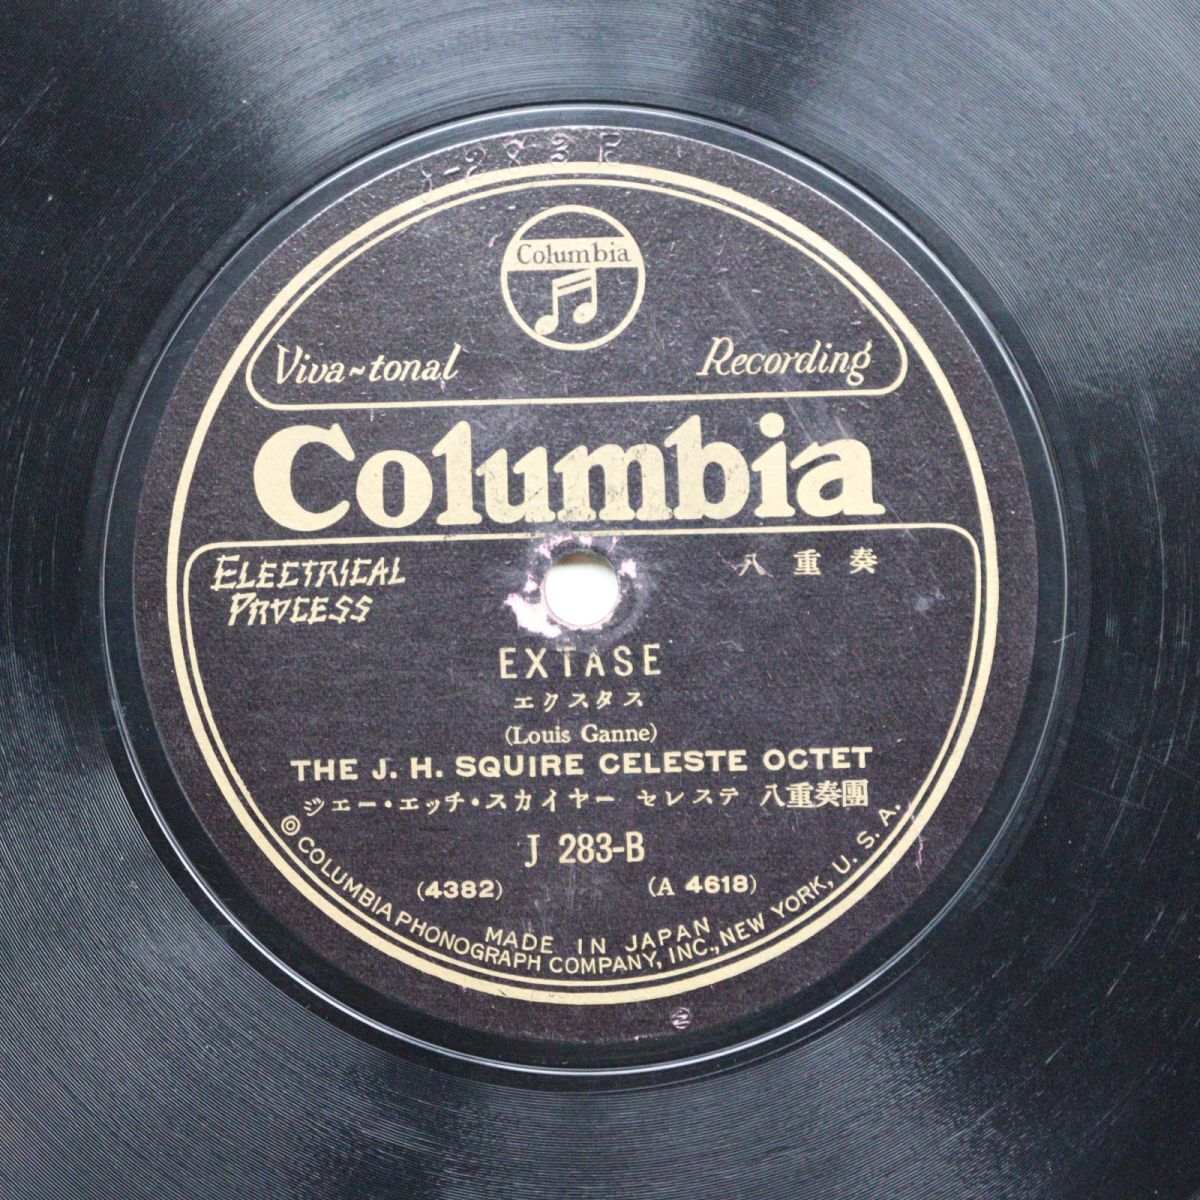 Columbia
Viva-tonal Recording
Columbia
ELECTRICAL
PROCESS
八重奏
EXTASE
エクスタス
(Louis Ganne)
THE J. H. SQUIRE CELESTE OCTET
ジエー・エッチ・スカイヤー セレステ 八重奏團
J 283-B
(4382) (A 4618)
MADE IN JAPAN
© COLUMBIA PHONOGRAPH COMPANY, INC., NEW YORK, U. S. A.